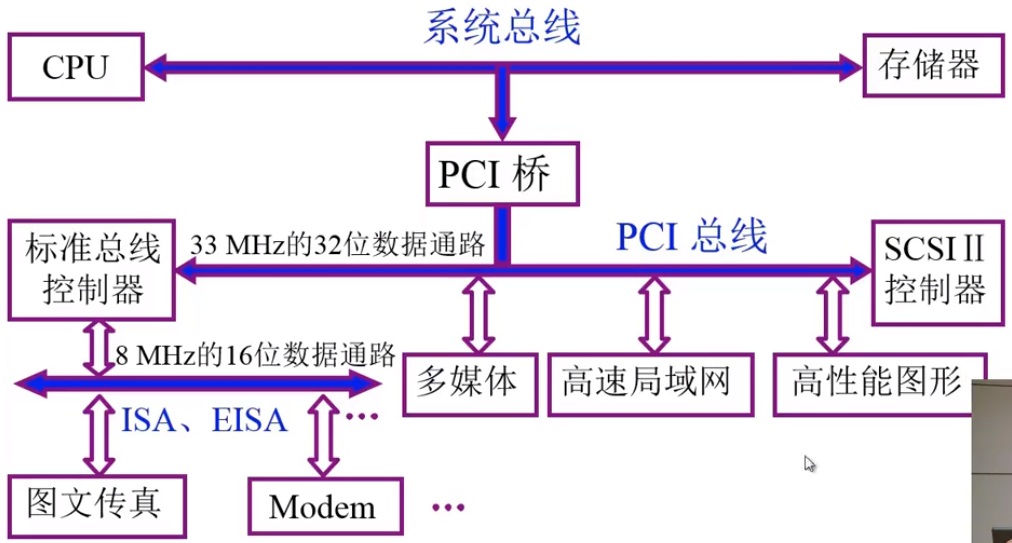 系统总线
CPU
存储器
PCI 桥
标准总线
控制器
33 MHz的32位数据通路
PCI 总线
SCSIⅡ
控制器
8 MHz的16位数据通路
多媒体
高速局域网
高性能图形
ISA、EISA
…
图文传真
Modem
…